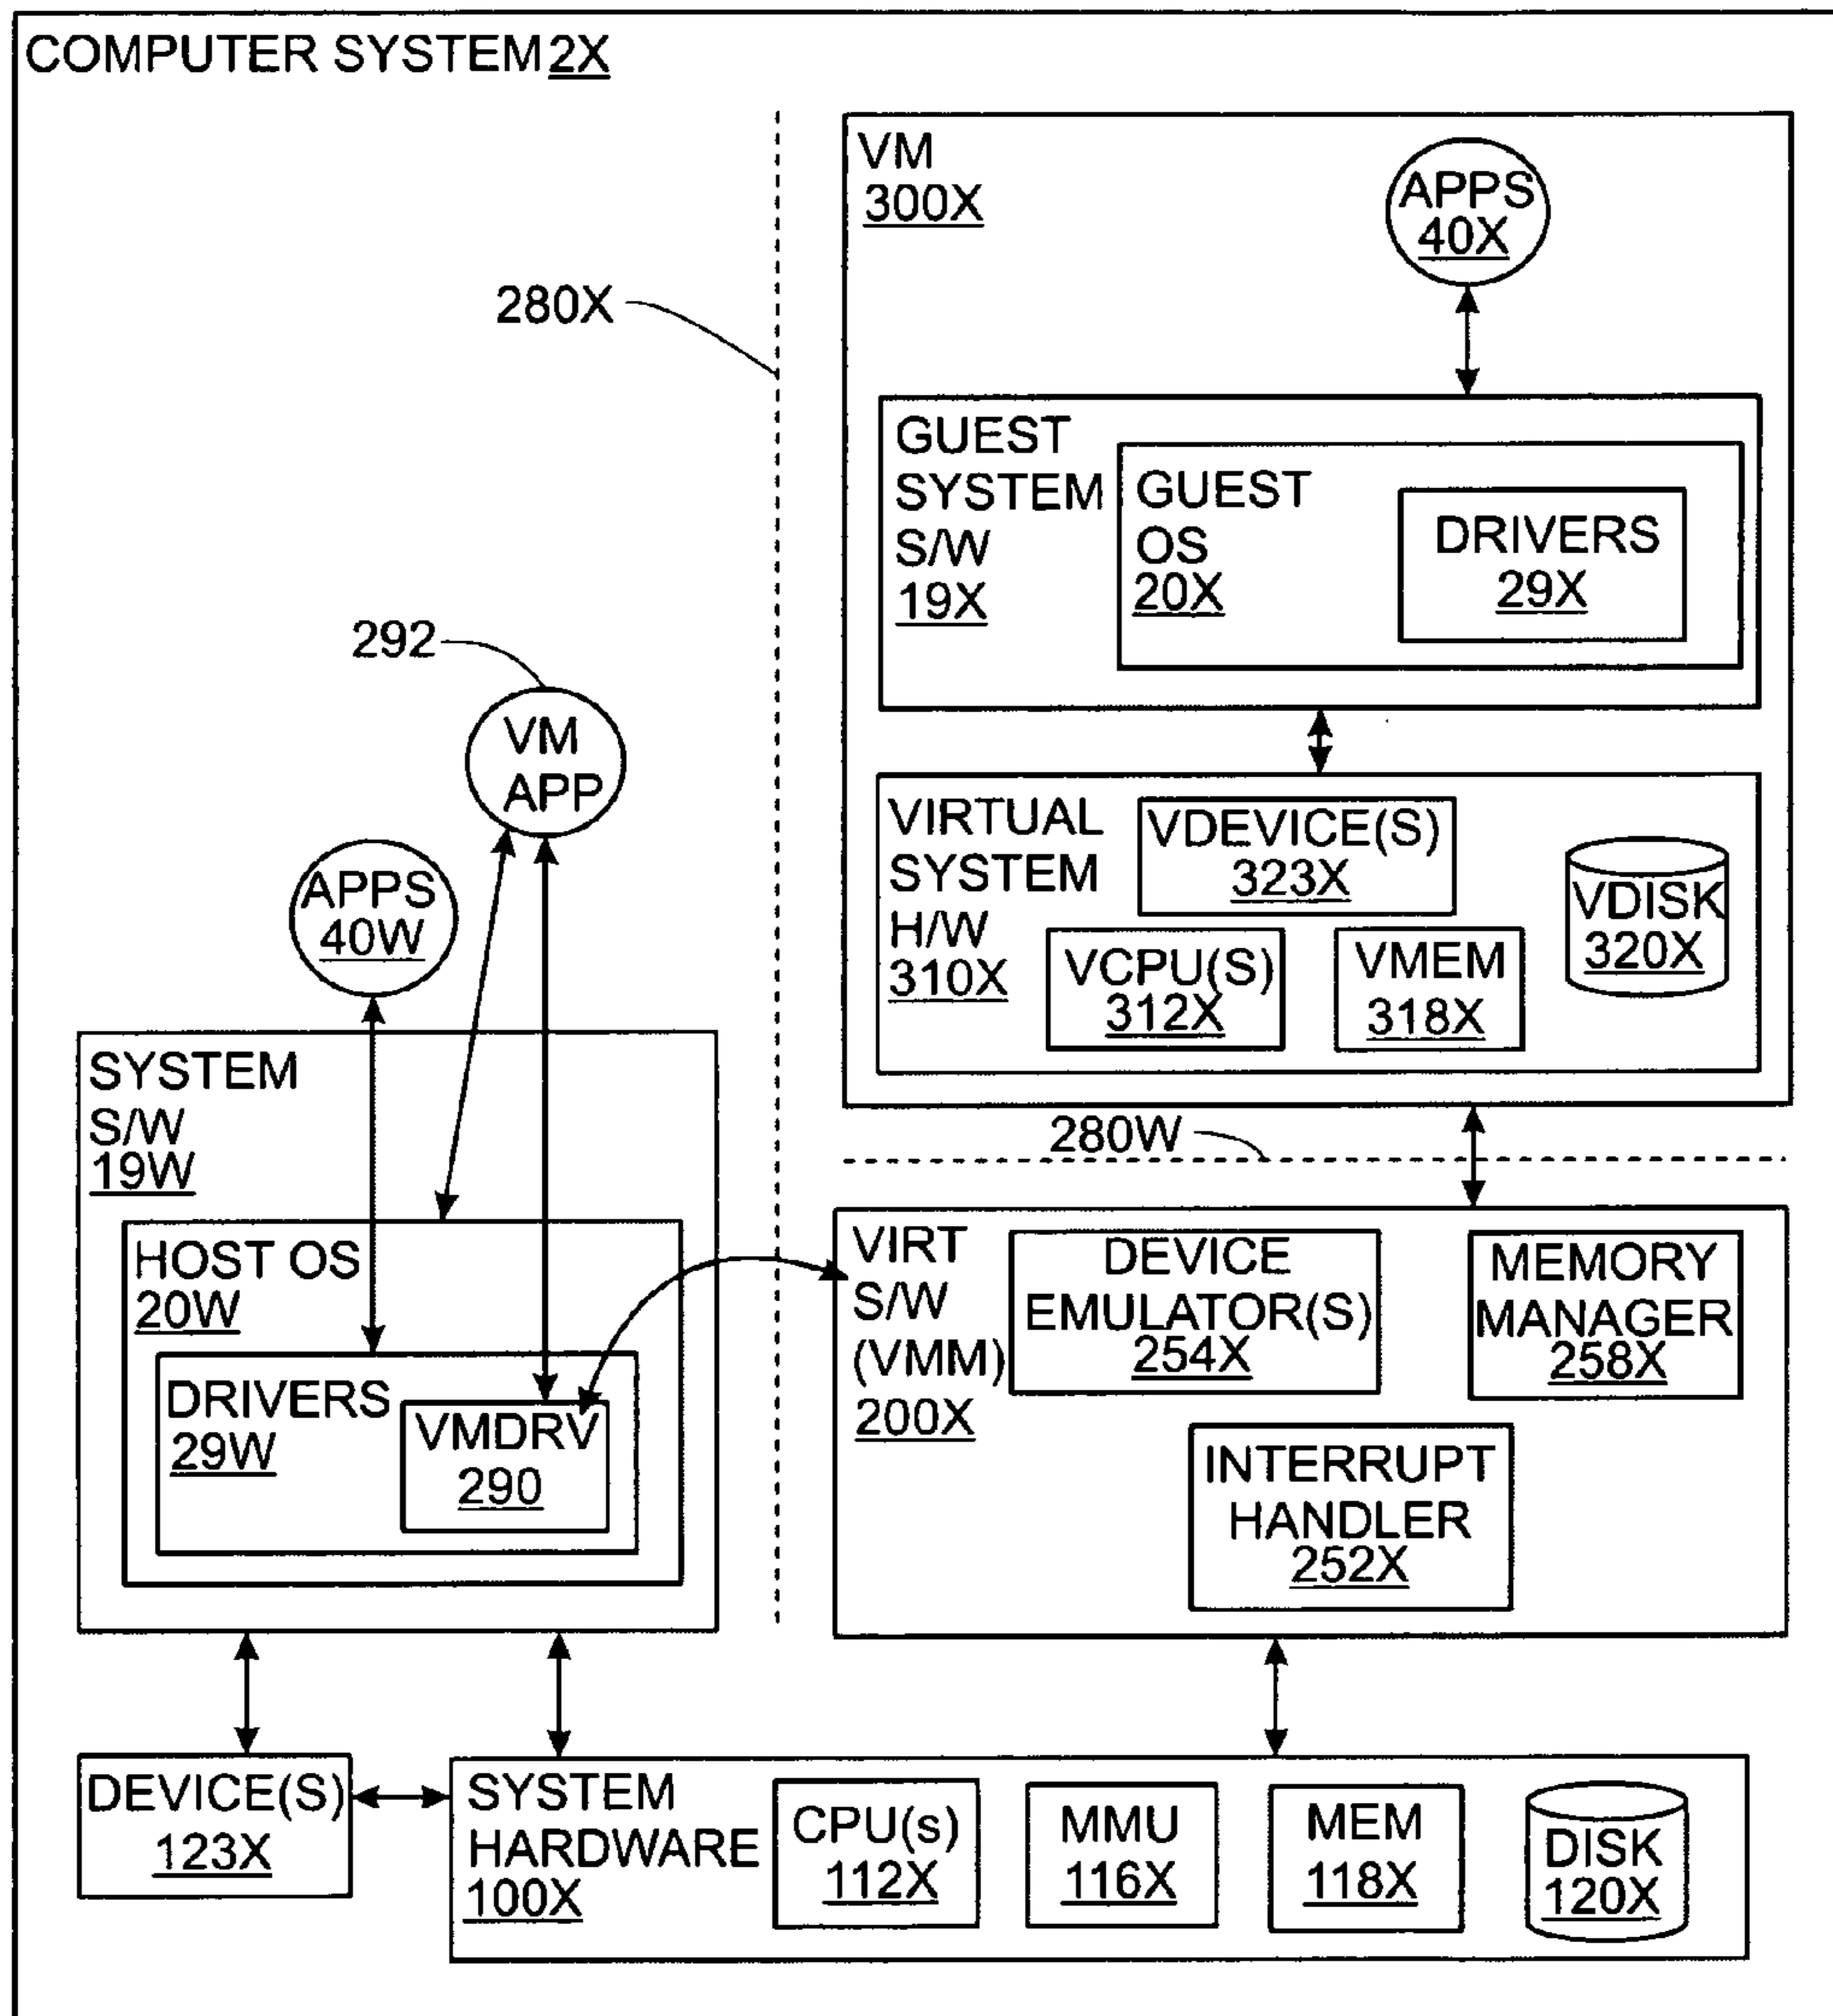 COMPUTER SYSTEM 2X
VM
300X
APPS
40X
280X
GUEST
SYSTEM
S/W
19X
GUEST
OS
20X
DRIVERS
29X
292
VM
APP
VIRTUAL
SYSTEM
H/W
310X
VDEVICE(S)
323X
VCPU(S)
312X
VMEM
318X
VDISK
320X
APPS
40W
280W
SYSTEM
S/W
19W
HOST OS
20W
DRIVERS
29W
VMDRV
290
VIRT
S/W
(VMM)
200X
DEVICE
EMULATOR(S)
254X
MEMORY
MANAGER
258X
INTERRUPT
HANDLER
252X
DEVICE(S)
123X
SYSTEM
HARDWARE
100X
CPU(s)
112X
MMU
116X
MEM
118X
DISK
120X